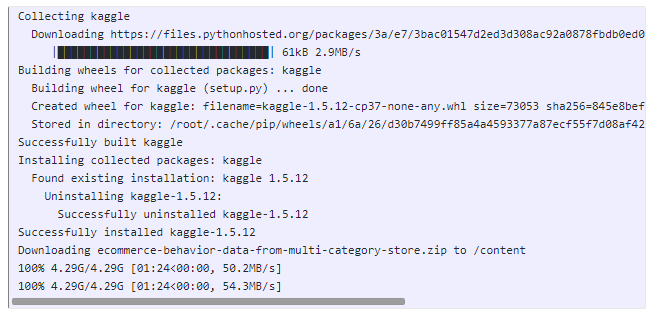 Collecting kaggle
Downloading https://files.pythonhosted.org/packages/3a/e7/3bac01547d2ed3d308ac92a0878fbdb0ed0
61kB 2.9MB/s
Building wheels for collected packages: kaggle
Building wheel for kaggle (setup.py) ... done
Created wheel for kaggle: filename=kaggle-1.5.12-cp37-none-any.whl size=73053 sha256=845e8bef
Stored in directory: /root/.cache/pip/wheels/a1/6a/26/d30b7499ff85a4a4593377a87ecf55f7d08af42
Successfully built kaggle
Installing collected packages: kaggle
Found existing installation: kaggle 1.5.12
Uninstalling kaggle-1.5.12:
Successfully uninstalled kaggle-1.5.12
Successfully installed kaggle-1.5.12
Downloading ecommerce-behavior-data-from-multi-category-store.zip to /content
100% 4.29G/4.29G [01:24<00:00, 50.2MB/s]
100% 4.29G/4.29G [01:24<00:00, 54.3MB/s]